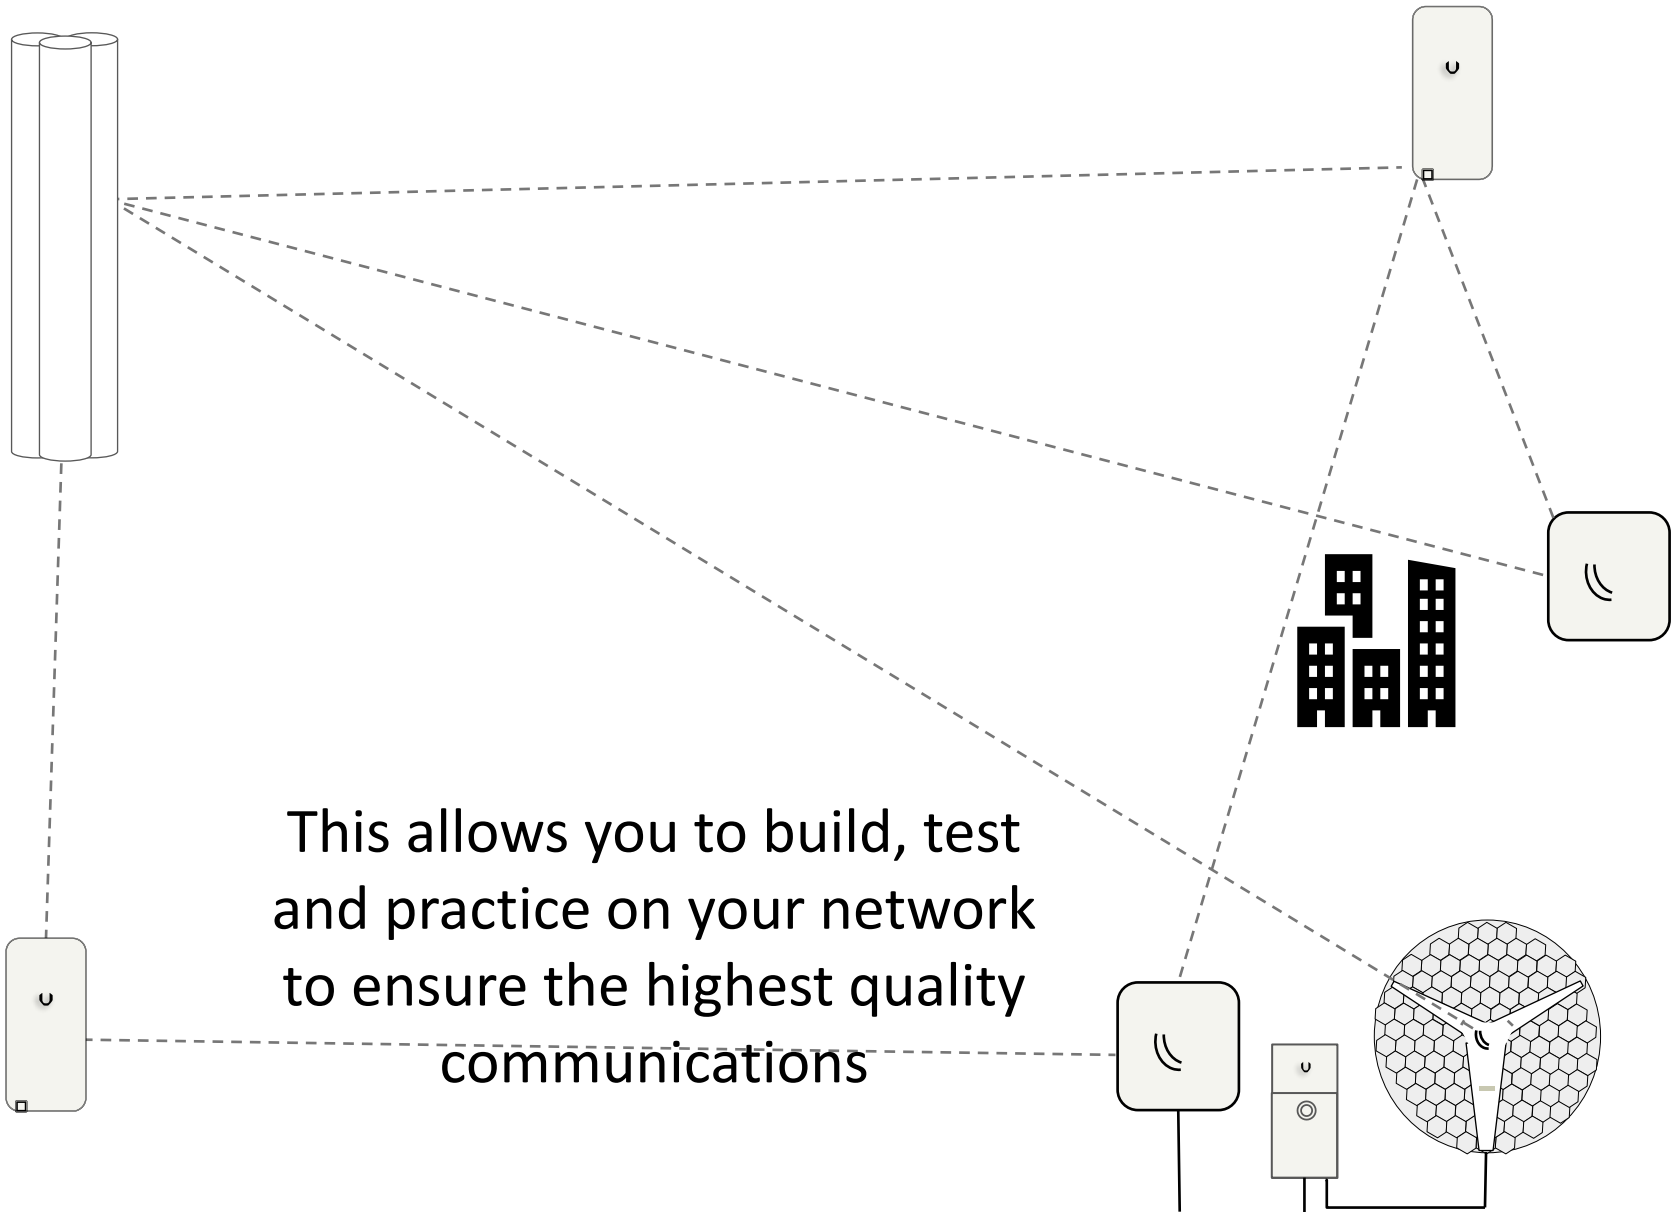 This allows you to build, test
and practice on your network
to ensure the highest quality
communications